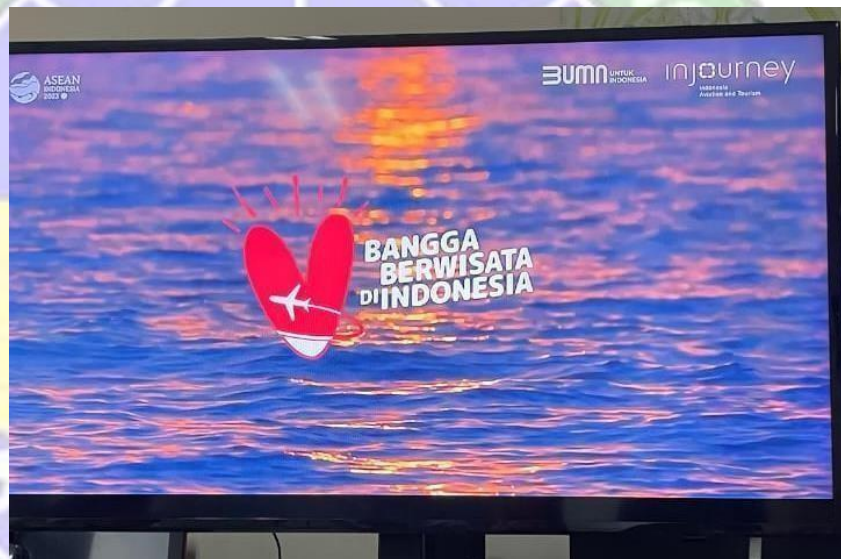 ASEAN
INDONESIA
2023
BUMN UNTUK
INDONESIA
injourney
Indonesia
Aviation and Tourism
BANGGA
BERWISATA
DI INDONESIA